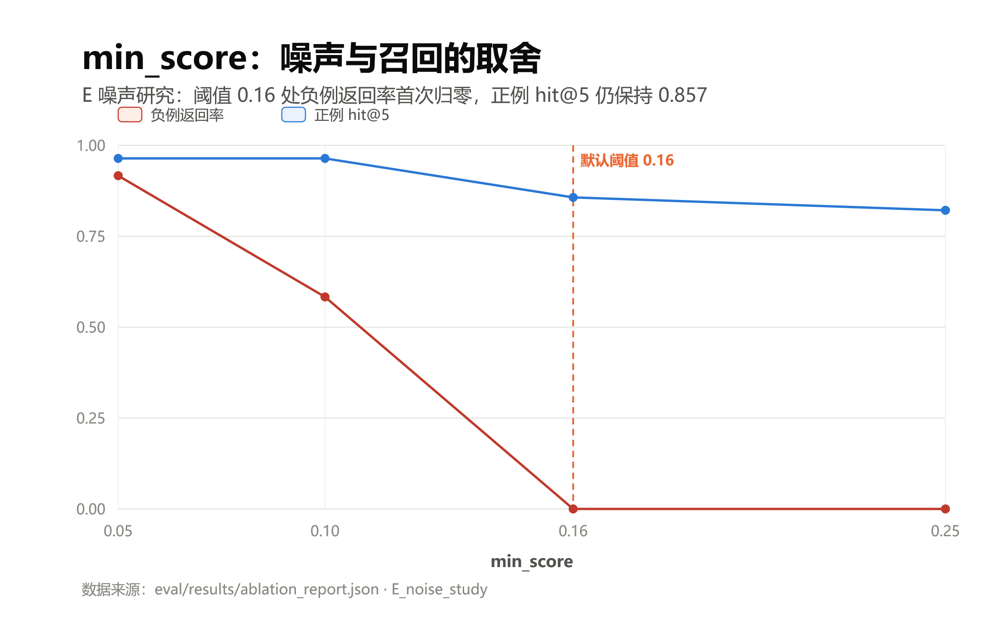 min_score：噪声与召回的取舍
E 噪声研究：阈值 0.16 处负例返回率首次归零，正例 hit@5 仍保持 0.857
负例返回率 正例 hit@5
1.00
默认阈值 0.16
0.75
0.50
0.25
0.00
0.05 0.10 0.16 0.25
min_score
数据来源：eval/results/ablation_report.json · E_noise_study